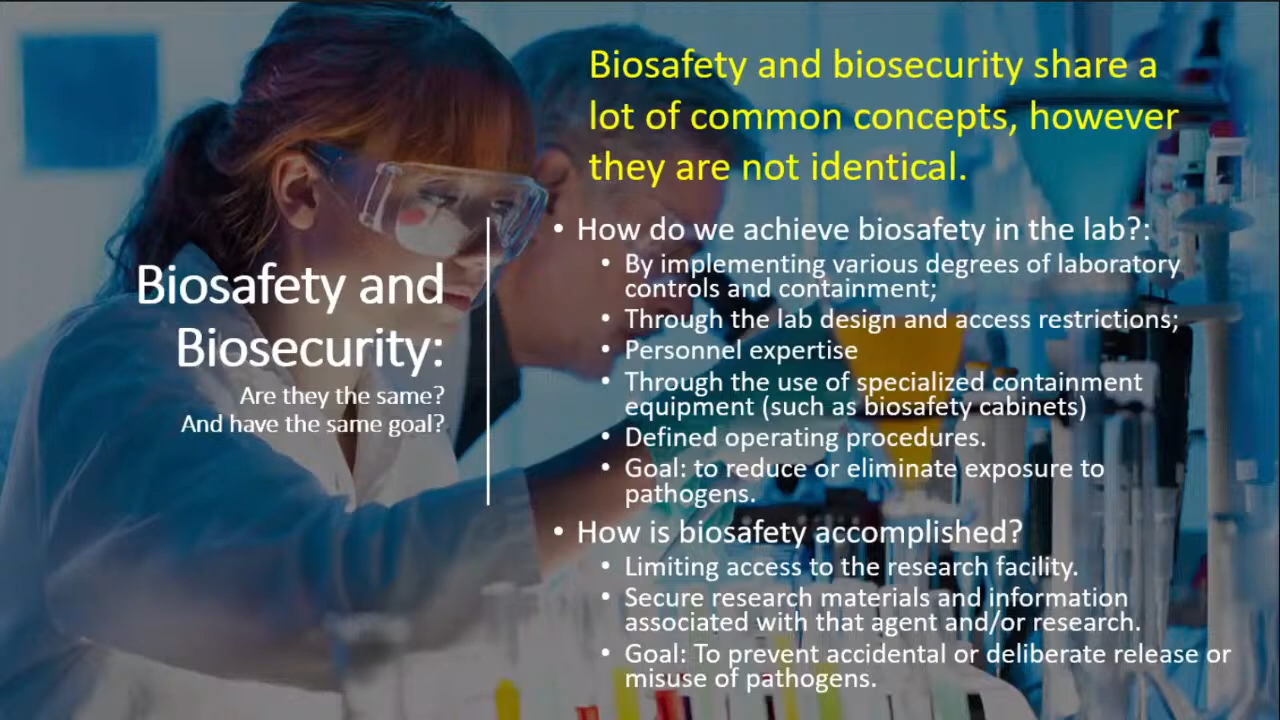 Biosafety and
Biosecurity:
Are they the same?
And have the same goal?
Biosafety and biosecurity share a
lot of common concepts, however
they are not identical.
• How do we achieve biosafety in the lab?:
• By implementing various degrees of laboratory
controls and containment;
• Through the lab design and access restrictions;
• Personnel expertise
• Through the use of specialized containment
equipment (such as biosafety cabinets)
• Defined operating procedures.
• Goal: to reduce or eliminate exposure to
pathogens.
• How is biosafety accomplished?
• Limiting access to the research facility.
• Secure research materials and information
associated with that agent and/or research.
• Goal: To prevent accidental or deliberate release or
misuse of pathogens.